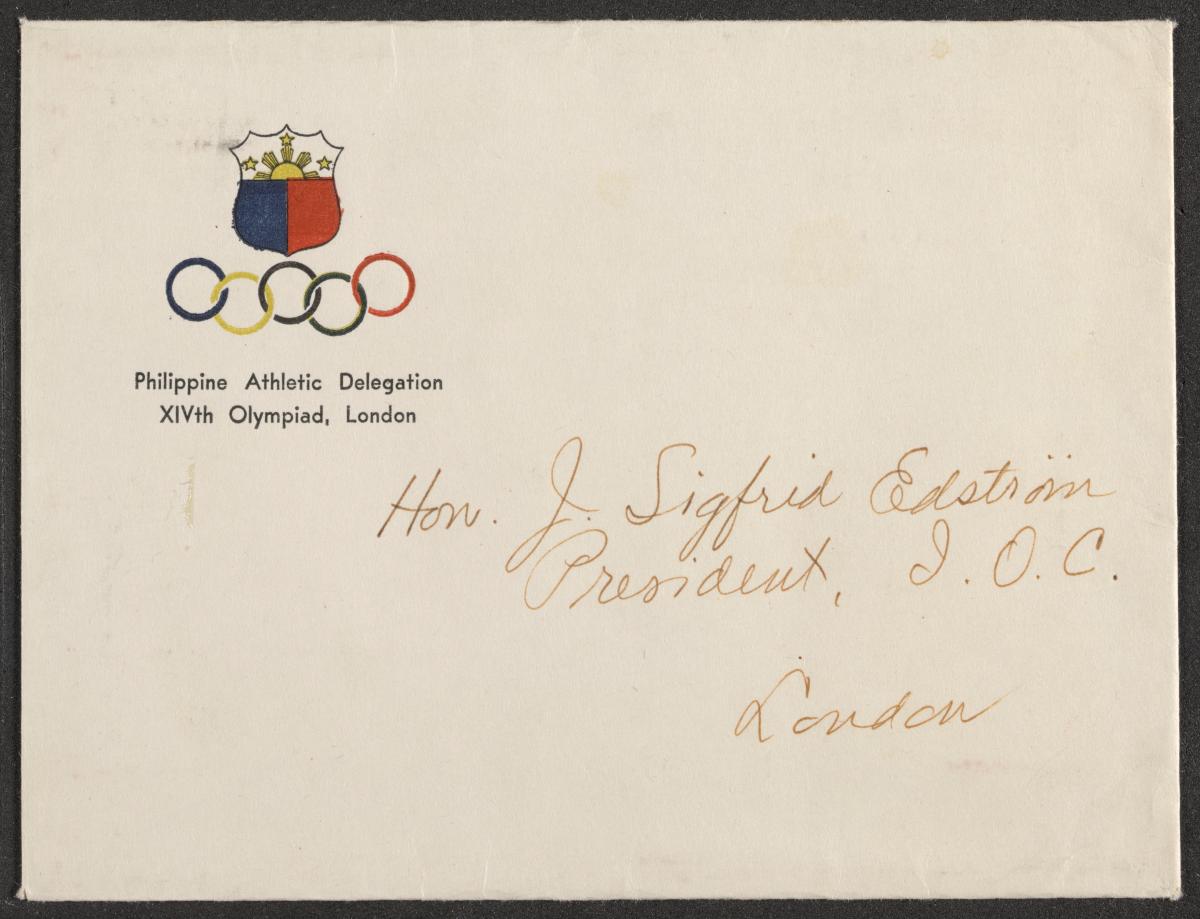 Philippine Athletic Delegation
XIVth Olympiad, London
Hon. J. Sigfrid Edström
President, I. O. C.
London